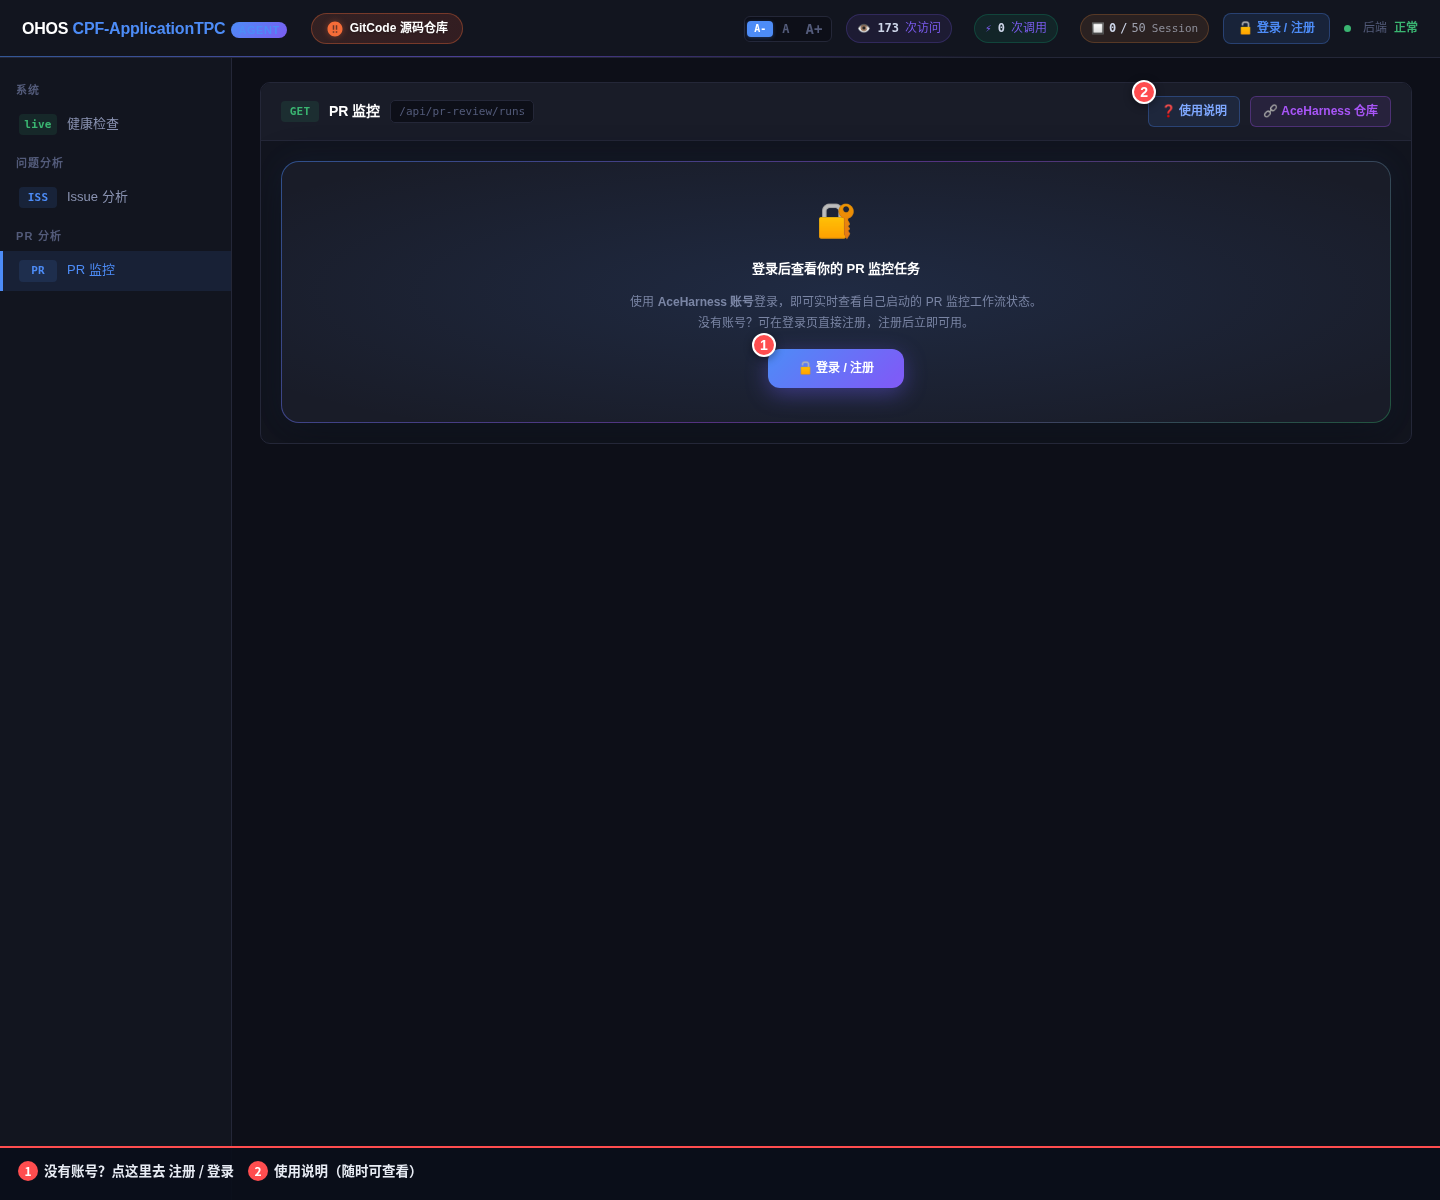 OHOS CPF-ApplicationTPC
GitCode 源码仓库
A- A A+
173 次访问
0 次调用
0 / 50 Session
登录 / 注册
后端 正常
系统
live 健康检查
问题分析
ISS Issue 分析
PR 分析
PR PR 监控
GET PR 监控 /api/pr-review/runs
2
使用说明
AceHarness 仓库
登录后查看你的 PR 监控任务
使用 AceHarness 账号登录，即可实时查看自己启动的 PR 监控工作流状态。
没有账号？可在登录页直接注册，注册后立即可用。
1
登录 / 注册
1 没有账号？点这里去 注册 / 登录 2 使用说明（随时可查看）